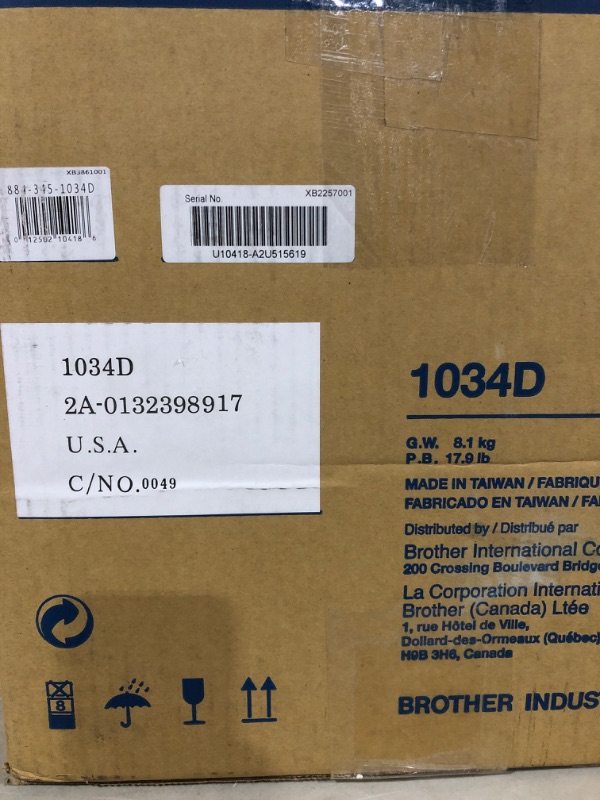 XB3861001
884-345-1034D
0 12502 10418 6
Serial No.
XB2257001
U10418-A2U515619
1034D
2A-0132398917
U.S.A.
C/NO.0049
1034D
G.W. 8.1 kg
P.B. 17.9 lb
MADE IN TAIWAN / FABRIQU
FABRICADO EN TAIWAN / FA
Distributed by / Distribué par
Brother International Co
200 Crossing Boulevard Bridge
La Corporation Internati
Brother (Canada) Ltée
1, rue Hôtel de Ville,
Dollard-des-Ormeaux (Québec)
H9B 3H6, Canada
8
BROTHER INDUS